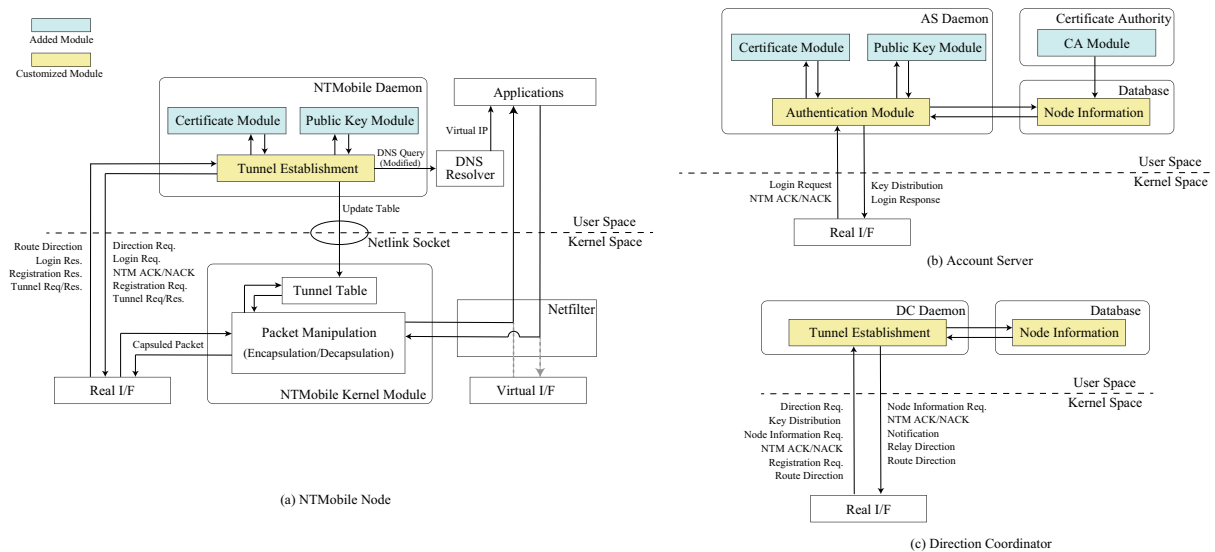 Added Module
Customized Module
NTMobile Daemon
Certificate Module
Public Key Module
Tunnel Establishment
DNS Query
(Modified)
DNS
Resolver
Virtual IP
Applications
Update Table
User Space
Kernel Space
Netlink Socket
Route Direction
Login Res.
Registration Res.
Tunnel Req/Res.
Direction Req.
Login Req.
NTM ACK/NACK
Registration Req.
Tunnel Req/Res.
Tunnel Table
Packet Manipulation
(Encapsulation/Decapsulation)
Capsuled Packet
Netfilter
Real I/F
NTMobile Kernel Module
Virtual I/F
(a) NTMobile Node
AS Daemon
Certificate Module
Public Key Module
Authentication Module
Certificate Authority
CA Module
Database
Node Information
User Space
Kernel Space
Login Request
NTM ACK/NACK
Key Distribution
Login Response
Real I/F
(b) Account Server
DC Daemon
Tunnel Establishment
Database
Node Information
User Space
Kernel Space
Direction Req.
Key Distribution
Node Information Req.
NTM ACK/NACK
Registration Req.
Route Direction
Node Information Req.
NTM ACK/NACK
Notification
Relay Direction
Route Direction
Real I/F
(c) Direction Coordinator